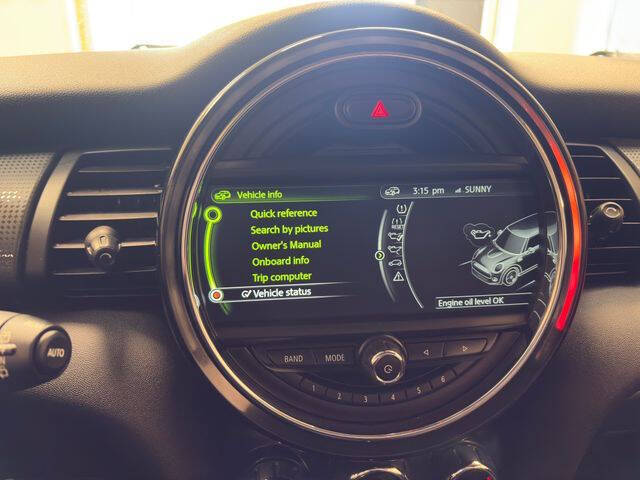 Vehicle info
3:15 pm SUNNY
Quick reference
Search by pictures
Owner's Manual
Onboard info
Trip computer
Vehicle status
RESET
Engine oil level OK
BAND MODE
1 2 3 4 5 6
AUTO